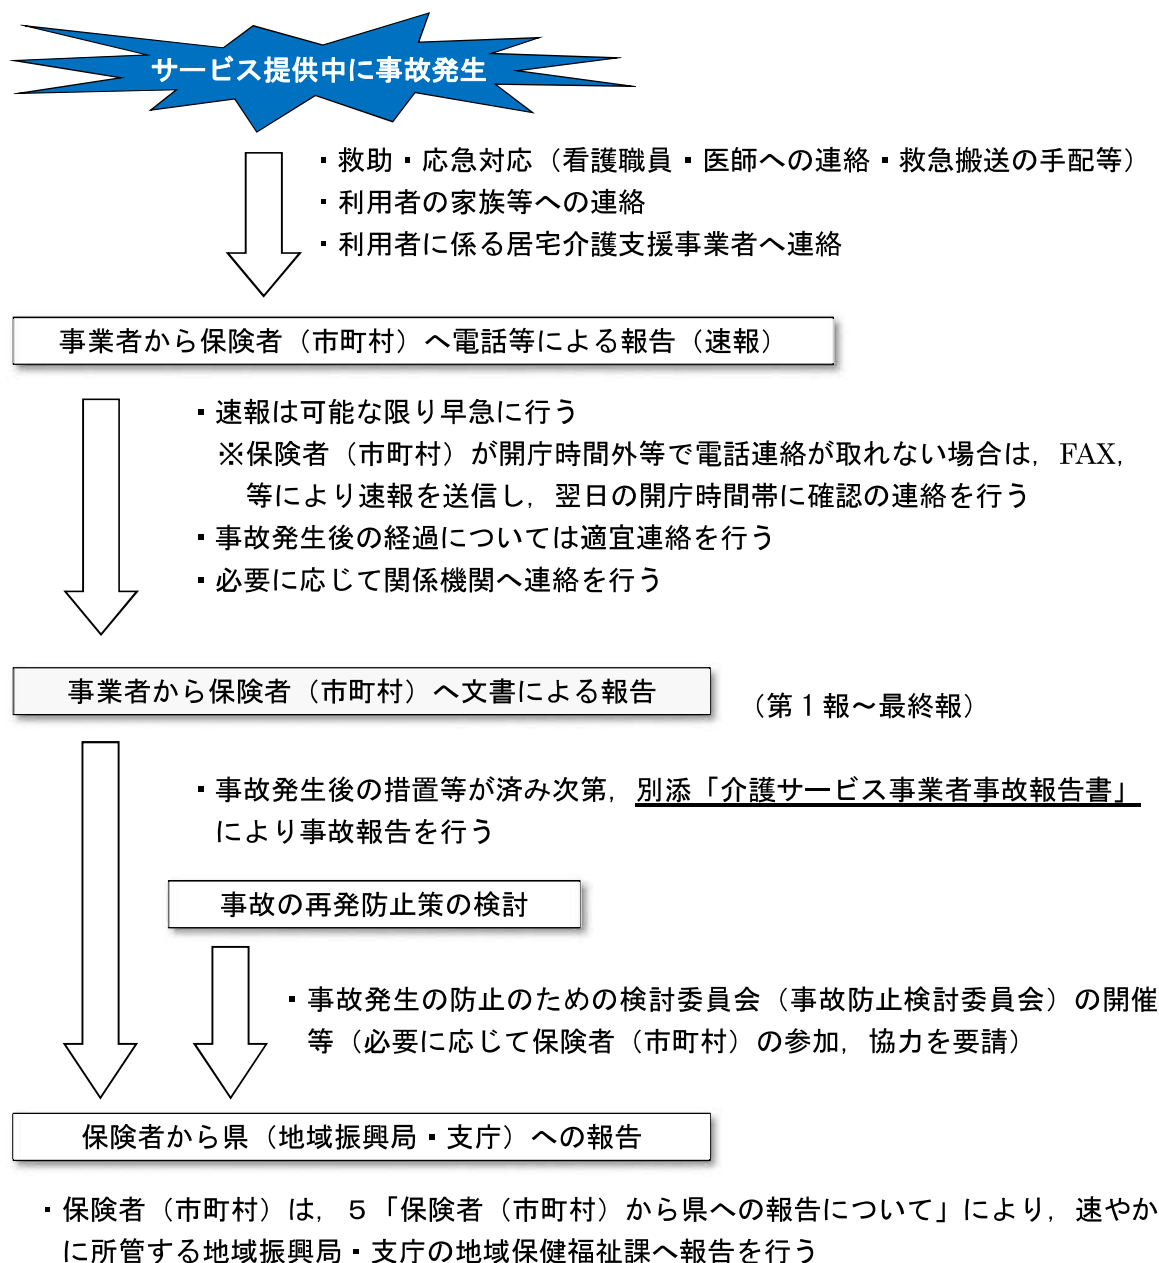 サービス提供中に事故発生
・救助・応急対応（看護職員・医師への連絡・救急搬送の手配等）
・利用者の家族等への連絡
・利用者に係る居宅介護支援事業者へ連絡
事業者から保険者（市町村）へ電話等による報告（速報）
・速報は可能な限り早急に行う
※保険者（市町村）が開庁時間外等で電話連絡が取れない場合は，FAX，
等により速報を送信し，翌日の開庁時間帯に確認の連絡を行う
・事故発生後の経過については適宜連絡を行う
・必要に応じて関係機関へ連絡を行う
事業者から保険者（市町村）へ文書による報告
（第１報～最終報）
・事故発生後の措置等が済み次第，別添「介護サービス事業者事故報告書」
により事故報告を行う
事故の再発防止策の検討
・事故発生の防止のための検討委員会（事故防止検討委員会）の開催
等（必要に応じて保険者（市町村）の参加，協力を要請）
保険者から県（地域振興局・支庁）への報告
・保険者（市町村）は，５「保険者（市町村）から県への報告について」により，速やか
に所管する地域振興局・支庁の地域保健福祉課へ報告を行う